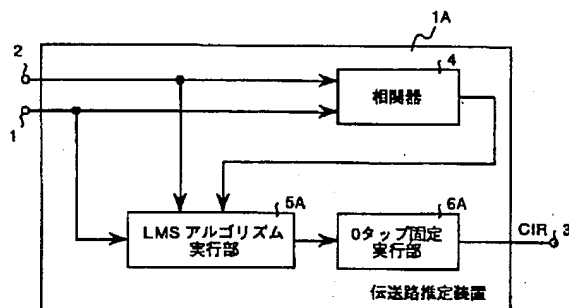 1A
2
4
相関器
1
5A
LMS アルゴリズム
実行部
6A
0タップ固定
実行部
CIR
3
伝送路推定装置